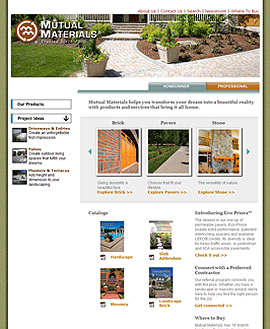 About Us | Contact Us | Search | Newsroom | Where To Buy
MUTUAL
MATERIALS
HOMEOWNER
PROFESSIONAL
Mutual Materials helps you transform your dream into a beautiful reality
with products and services that bring it all home.
Our Products
Project Ideas
Driveways & Entries
Create an unforgettable
first impression.
Patios
Create outdoor living
spaces that fulfill your
dreams.
Planters & Terraces
Add height and
dimension to your
landscaping
Brick
Pavers
Stone
Giving durability a
beautiful face
Explore Brick >>
Choices that fit your
lifestyle.
Explore Pavers >>
The versatility of nature.
Explore Stone >>
Catalogs
Hardscape
Slab
Addendum
Masonry
Landscape
Brick
Introducing Eco-Priora™
The newest in our line-up of
permeable pavers, Eco-Priora
boasts solid performance, patented
interlocking spacers and available
LEED® credits. Its diversity is ideal
for heavy traffic areas, or pedestrian
and ADA accessible pavements.
Check it out >>
Connect with a Preferred
Contractor
Our referral program connects you
with the pros. Whether you have a
landscape or masonry project, we're
here to help you find the right person
for the job.
Get connected >>
Where to Buy
Mutual Materials has 18 branch